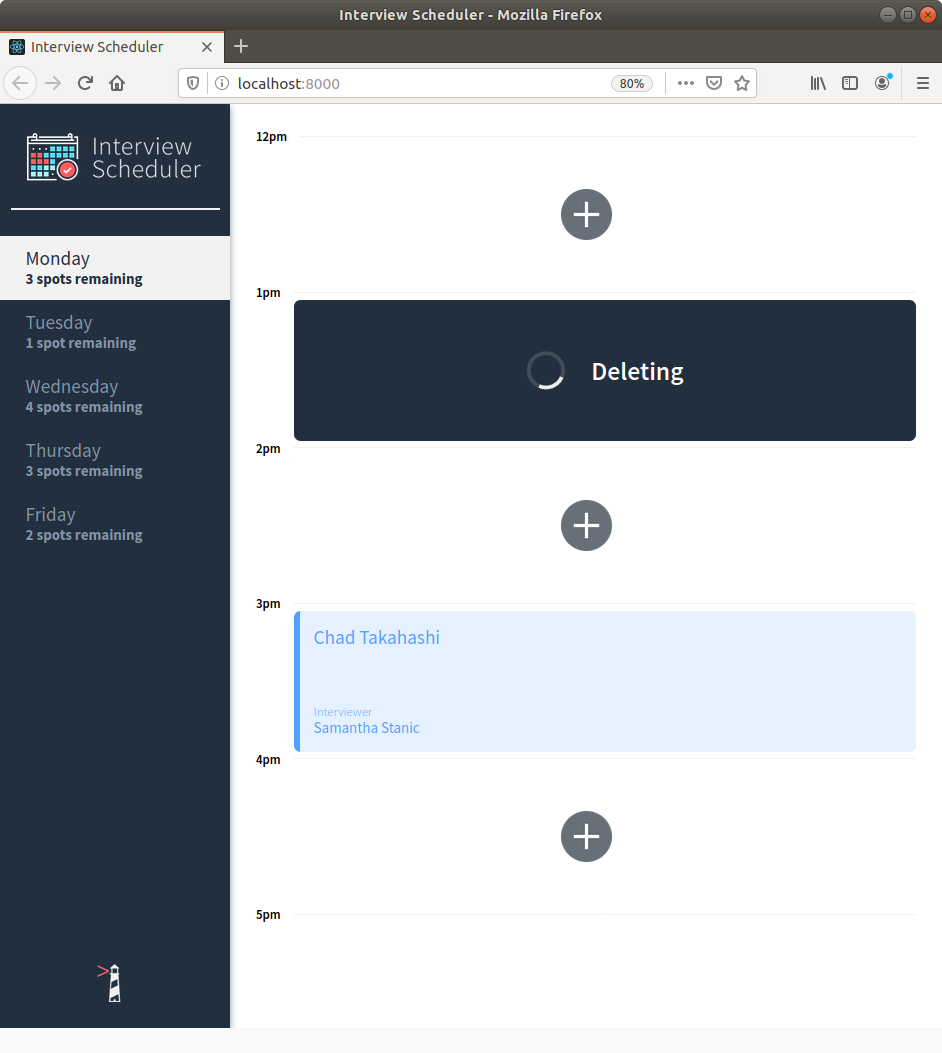 Interview Scheduler - Mozilla Firefox
Interview Scheduler
localhost:8000
80%
Interview
Scheduler
Monday
3 spots remaining
Tuesday
1 spot remaining
Wednesday
4 spots remaining
Thursday
3 spots remaining
Friday
2 spots remaining
12pm
1pm
Deleting
2pm
3pm
Chad Takahashi
Interviewer
Samantha Stanic
4pm
5pm